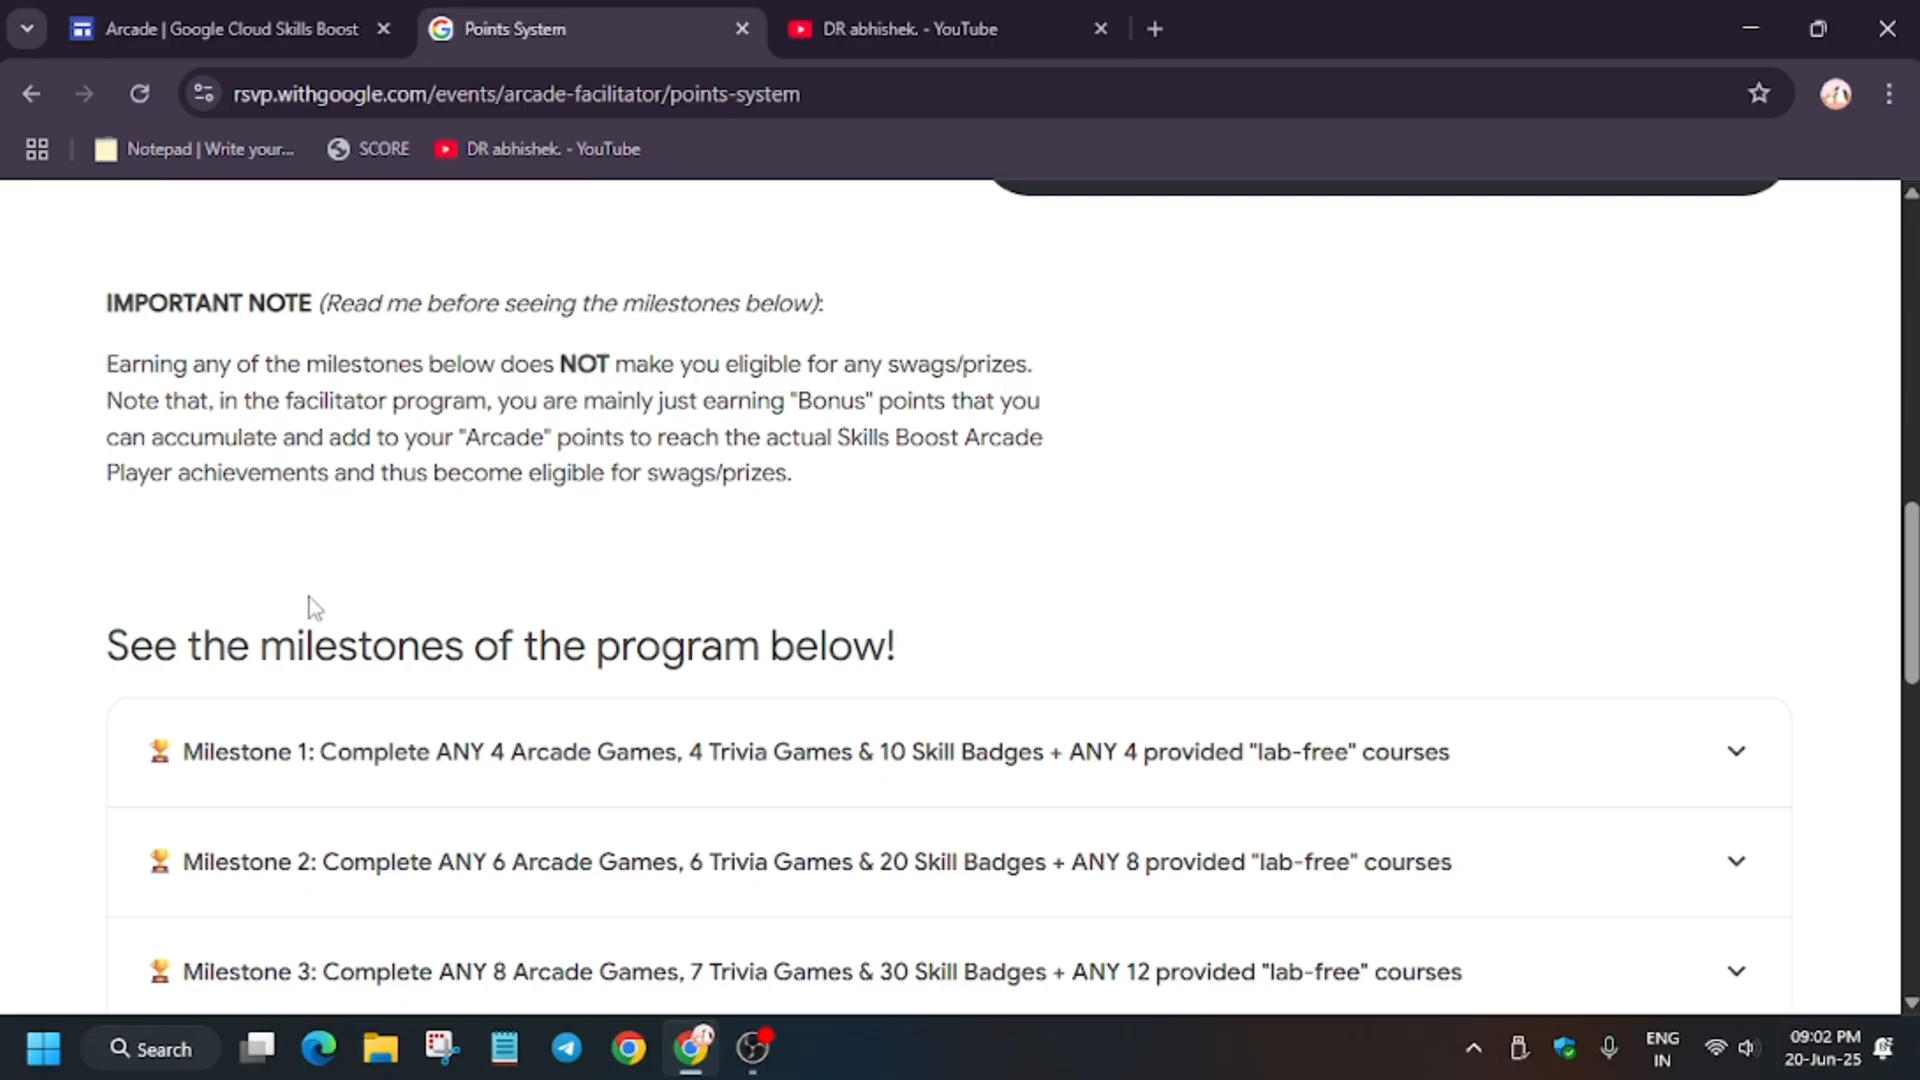 Arcade | Google Cloud Skills Boost
Points System
DR abhishek. - YouTube
rsvp.withgoogle.com/events/arcade-facilitator/points-system
Notepad | Write your...
SCORE
DR abhishek. - YouTube
IMPORTANT NOTE (Read me before seeing the milestones below):
Earning any of the milestones below does NOT make you eligible for any swags/prizes.
Note that, in the facilitator program, you are mainly just earning "Bonus" points that you
can accumulate and add to your "Arcade" points to reach the actual Skills Boost Arcade
Player achievements and thus become eligible for swags/prizes.
See the milestones of the program below!
Milestone 1: Complete ANY 4 Arcade Games, 4 Trivia Games & 10 Skill Badges + ANY 4 provided "lab-free" courses
Milestone 2: Complete ANY 6 Arcade Games, 6 Trivia Games & 20 Skill Badges + ANY 8 provided "lab-free" courses
Milestone 3: Complete ANY 8 Arcade Games, 7 Trivia Games & 30 Skill Badges + ANY 12 provided "lab-free" courses
Search
ENG
IN
09:02 PM
20-Jun-25